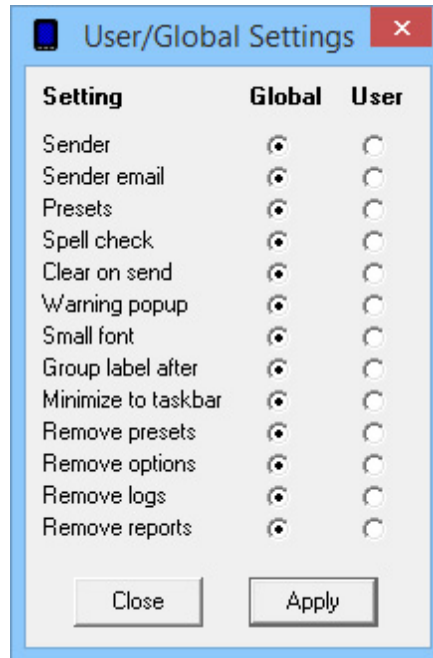 User/Global Settings
Setting Global User
Sender
Sender email
Presets
Spell check
Clear on send
Warning popup
Small font
Group label after
Minimize to taskbar
Remove presets
Remove options
Remove logs
Remove reports
Close Apply